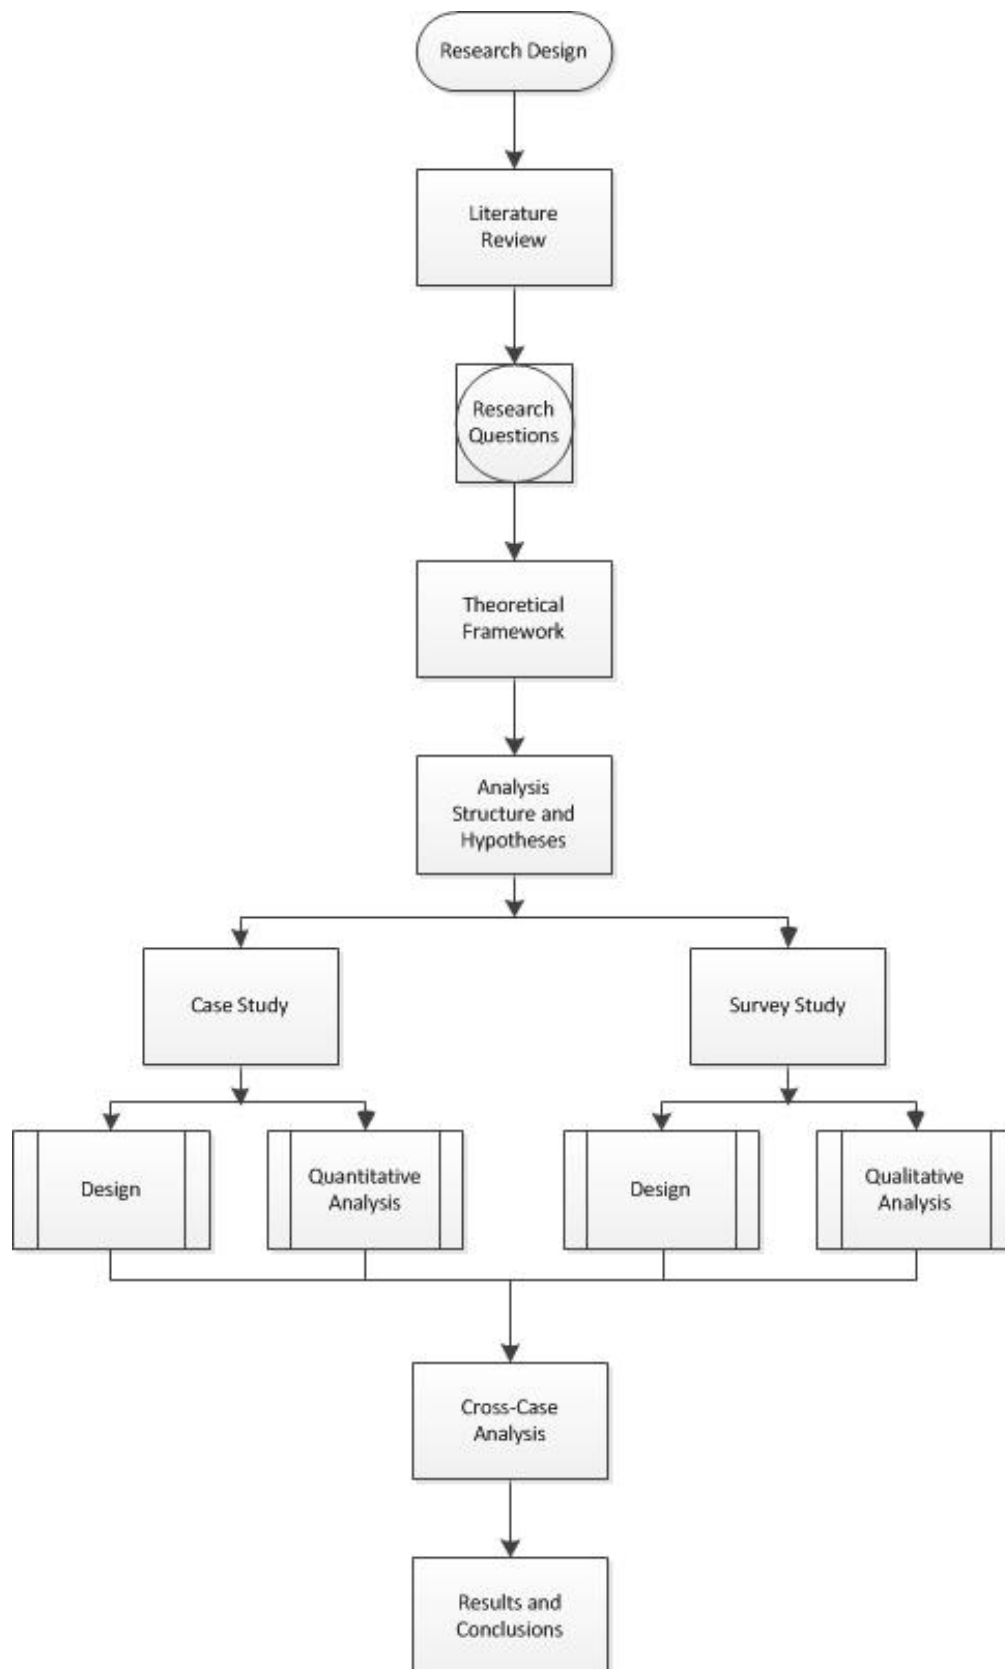 Research Design
Literature
Review
Research
Questions
Theoretical
Framework
Analysis
Structure and
Hypotheses
Case Study
Survey Study
Design
Quantitative
Analysis
Design
Qualitative
Analysis
Cross-Case
Analysis
Results and
Conclusions